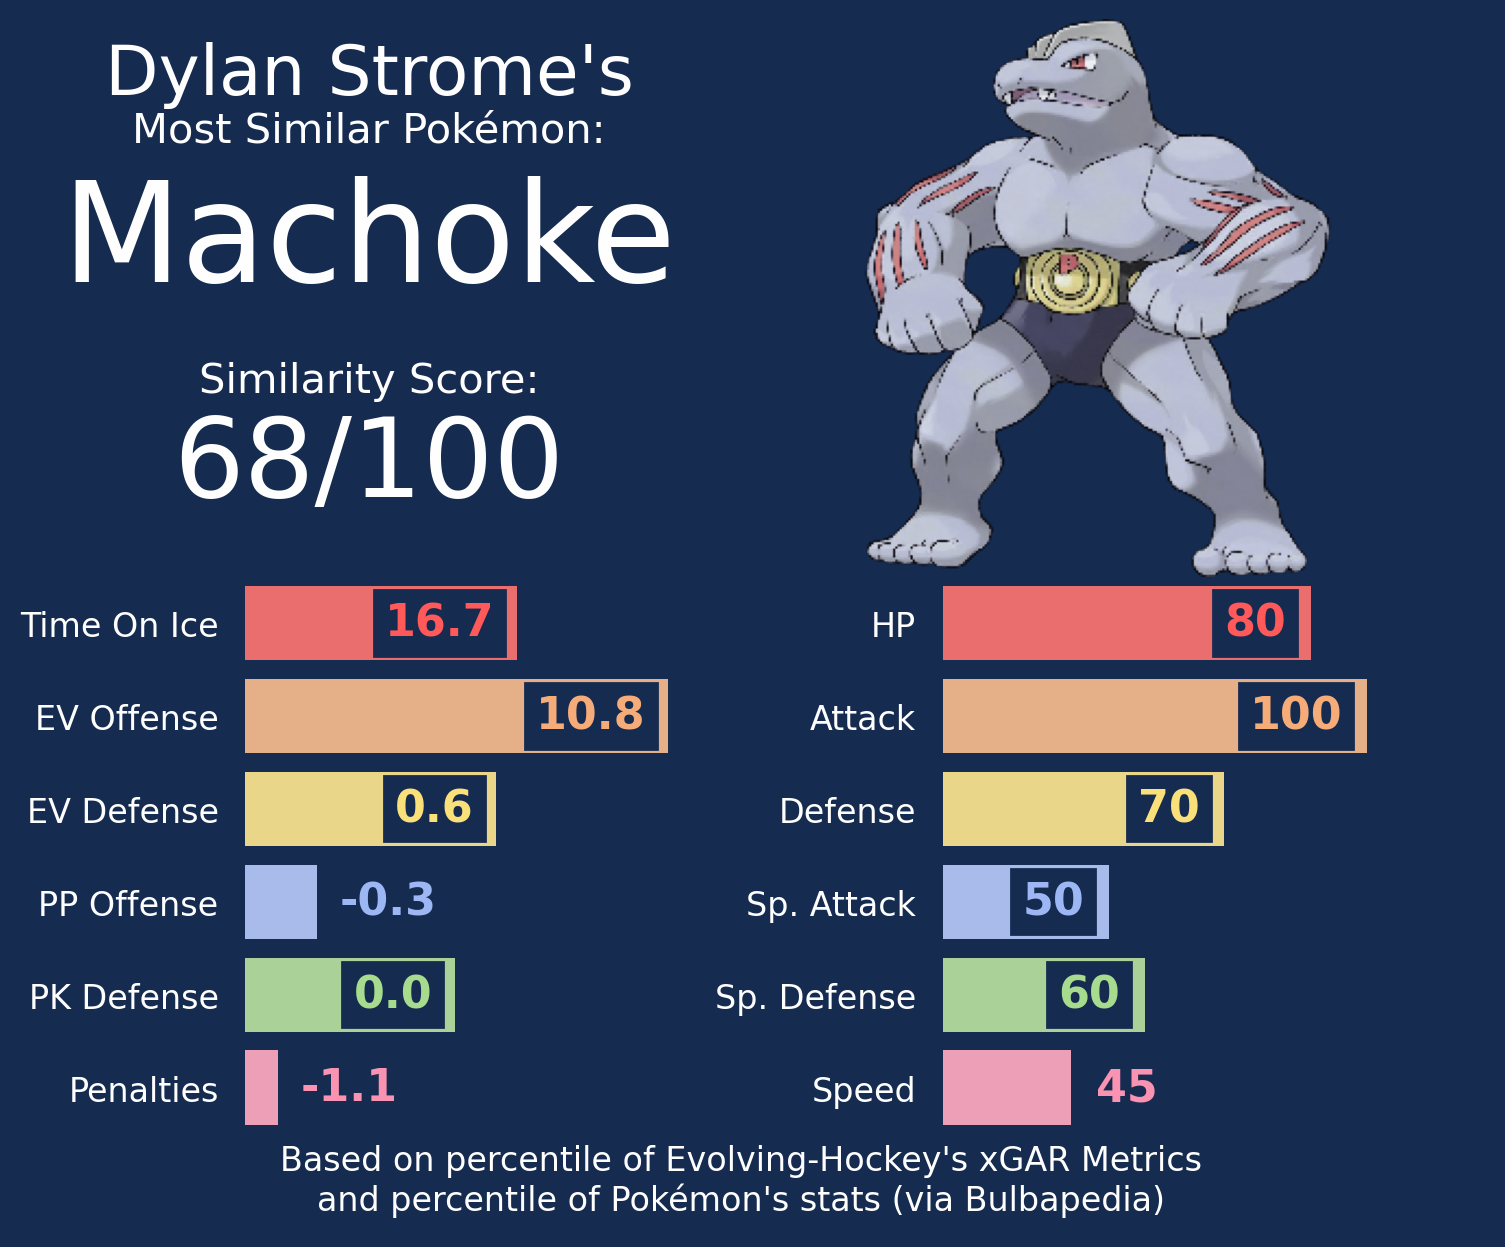 Dylan Strome's
Most Similar Pokémon:
Machoke
Similarity Score:
68/100
P
Time On Ice 16.7
EV Offense 10.8
EV Defense 0.6
PP Offense -0.3
PK Defense 0.0
Penalties -1.1
HP 80
Attack 100
Defense 70
Sp. Attack 50
Sp. Defense 60
Speed 45
Based on percentile of Evolving-Hockey's xGAR Metrics
and percentile of Pokémon's stats (via Bulbapedia)